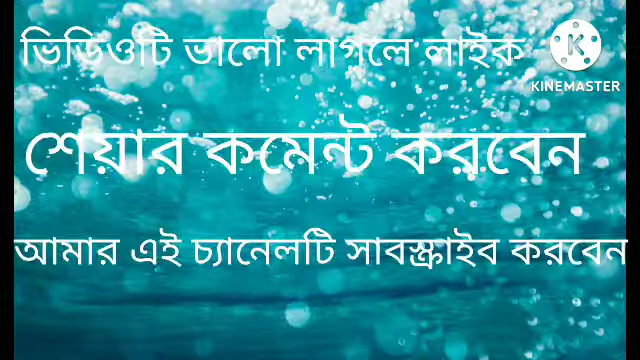 ভিডিওটি ভালো লাগলে লাইক
KINEMASTER
শেয়ার কমেন্ট করবেন
আমার এই চ্যানেলটি সাবস্ক্রাইব করবেন